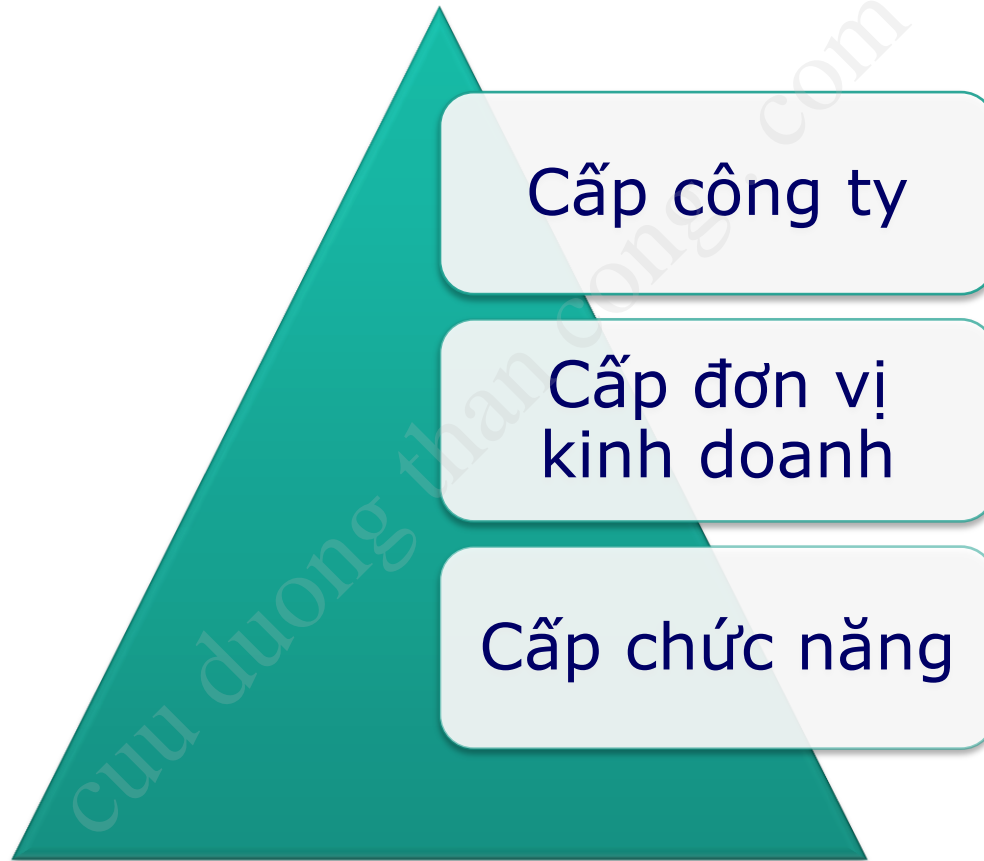 Cấp công ty
Cấp đơn vị
kinh doanh
Cấp chức năng
cuu duong than cong . com